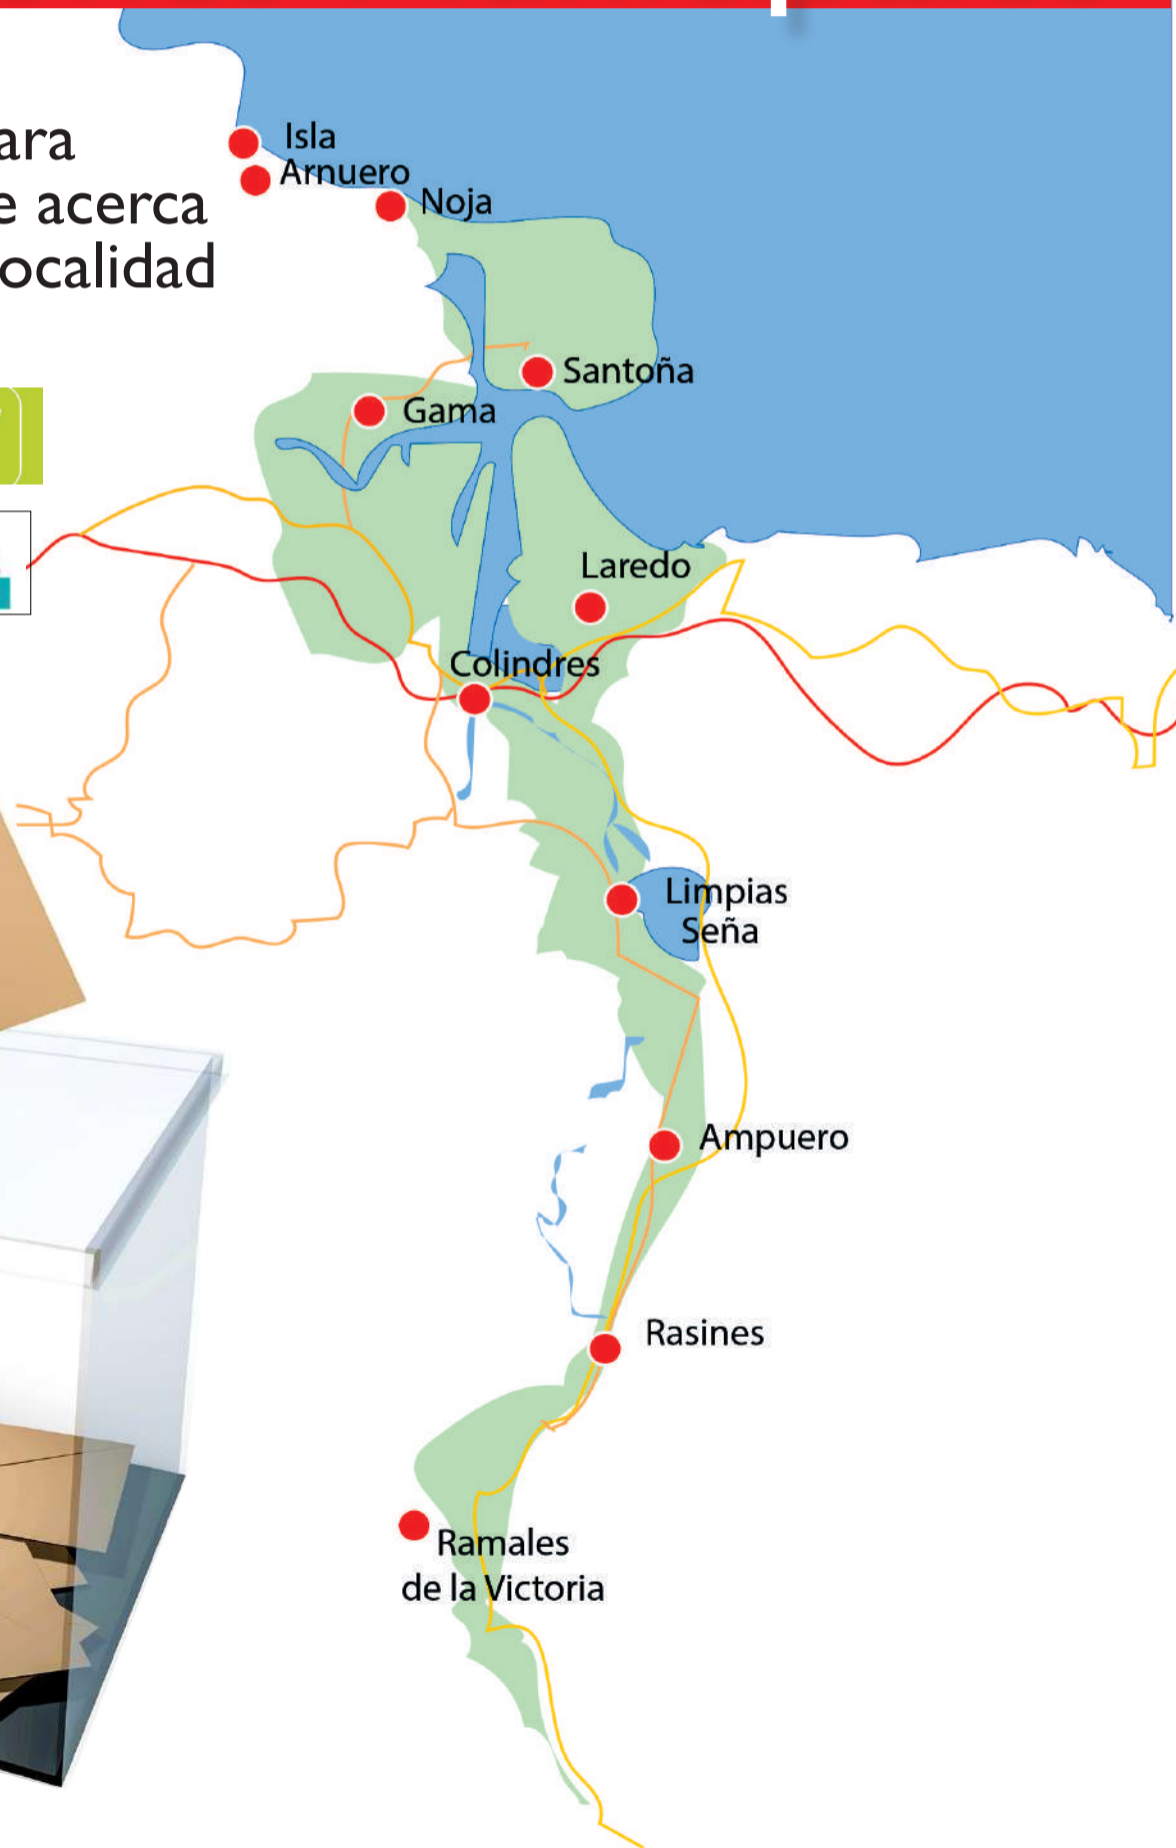 ara
e acerca
ocalidad
Isla
Arnuero
Noja
Santoña
Gama
Laredo
Colindres
Limpias
Seña
Ampuero
Rasines
Ramales
de la Victoria